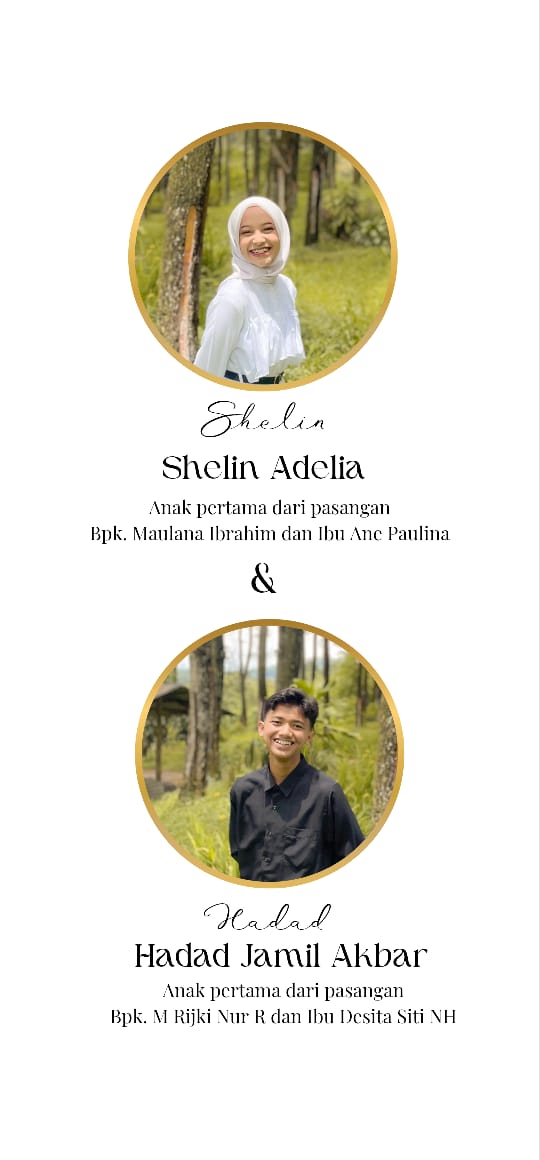 Shelin
Shelin Adelia
Anak pertama dari pasangan
Bpk. Maulana Ibrahim dan Ibu Ane Paulina
&
Hadad
Hadad Jamil Akbar
Anak pertama dari pasangan
Bpk. M Rijki Nur R dan Ibu Desita Siti NH